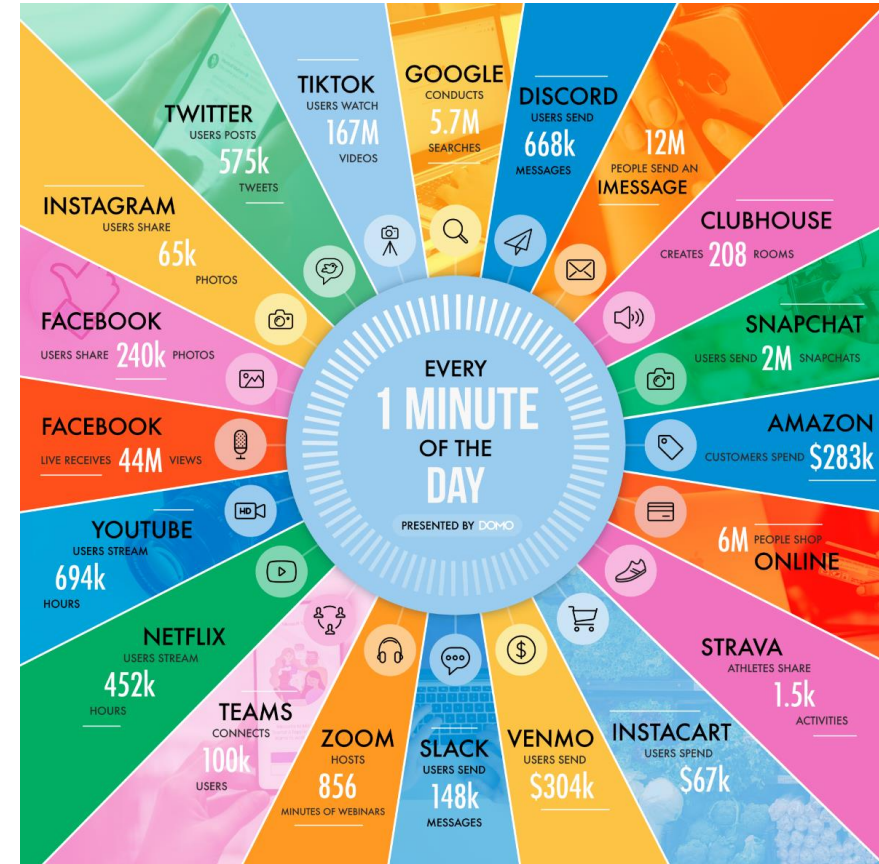 EVERY
1 MINUTE
OF THE
DAY
PRESENTED BY DOMO
GOOGLE
CONDUCTS
5.7M
SEARCHES
DISCORD
USERS SEND
668k
MESSAGES
12M
PEOPLE SEND AN
IMESSAGE
CLUBHOUSE
CREATES 208 ROOMS
SNAPCHAT
USERS SEND 2M SNAPCHATS
AMAZON
CUSTOMERS SPEND $283k
6M PEOPLE SHOP
ONLINE
STRAVA
ATHLETES SHARE
1.5k
ACTIVITIES
INSTACART
USERS SPEND
$67k
VENMO
USERS SEND
$304k
SLACK
USERS SEND
148k
MESSAGES
ZOOM
HOSTS
856
MINUTES OF WEBINARS
TEAMS
CONNECTS
100k
USERS
NETFLIX
USERS STREAM
452k
HOURS
YOUTUBE
USERS STREAM
694k
HOURS
HD
FACEBOOK
LIVE RECEIVES 44M VIEWS
FACEBOOK
USERS SHARE 240k PHOTOS
INSTAGRAM
USERS SHARE
65k
PHOTOS
TWITTER
USERS POSTS
575k
TWEETS
TIKTOK
USERS WATCH
167M
VIDEOS